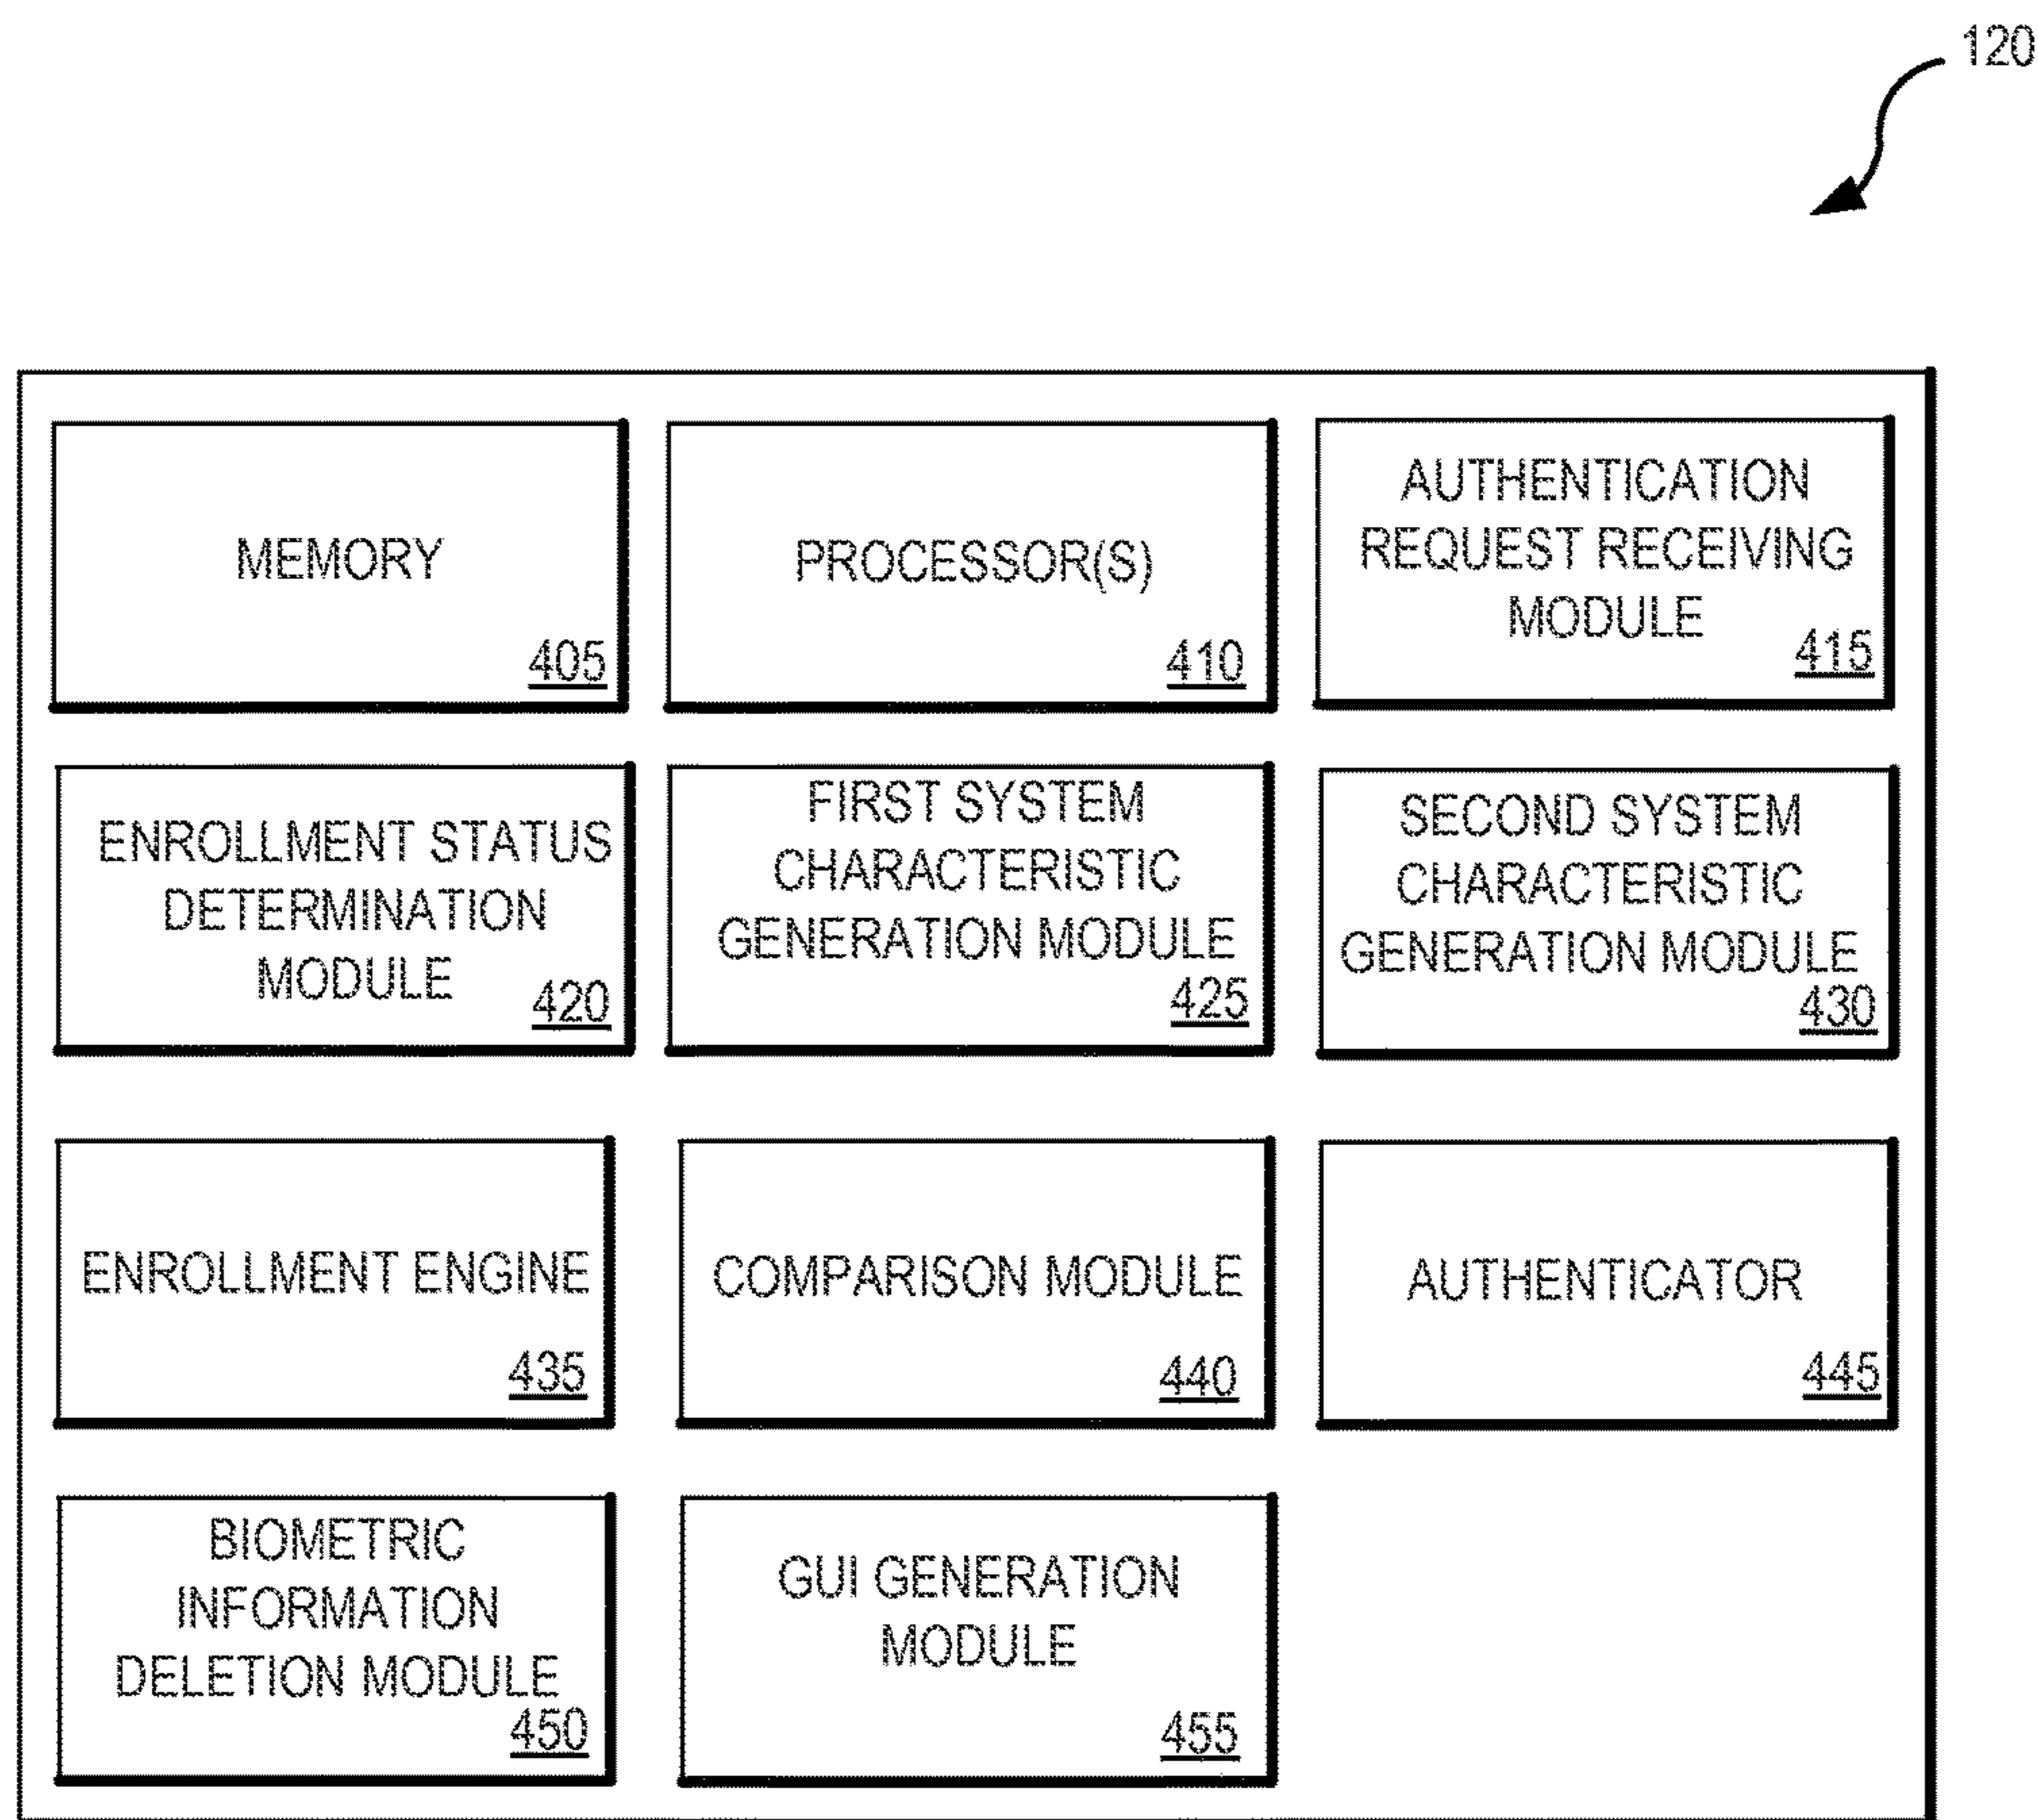 120
MEMORY
405
PROCESSOR(S)
410
AUTHENTICATION
REQUEST RECEIVING
MODULE
415
ENROLLMENT STATUS
DETERMINATION
MODULE
420
FIRST SYSTEM
CHARACTERISTIC
GENERATION MODULE
425
SECOND SYSTEM
CHARACTERISTIC
GENERATION MODULE
430
ENROLLMENT ENGINE
435
COMPARISON MODULE
440
AUTHENTICATOR
445
BIOMETRIC
INFORMATION
DELETION MODULE
450
GUI GENERATION
MODULE
455